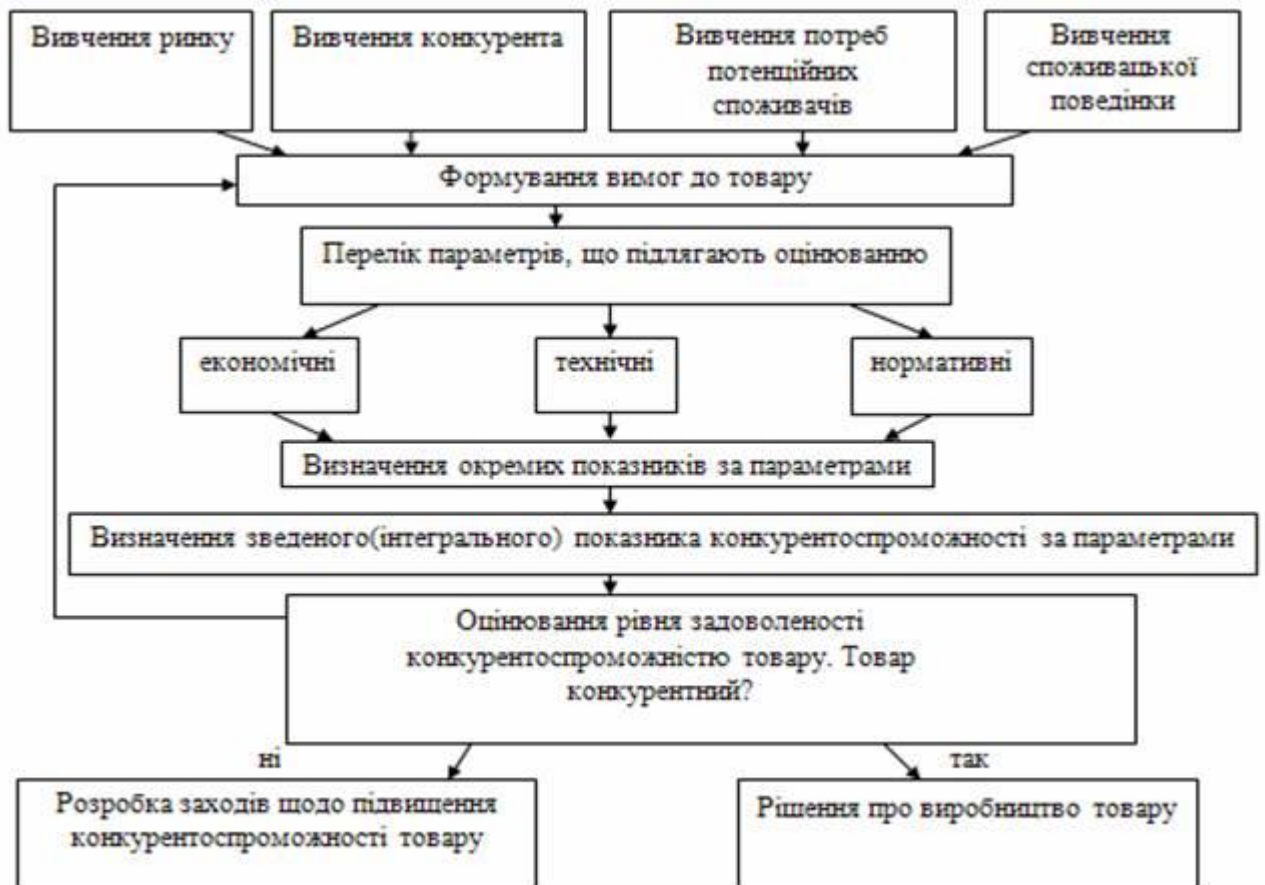 Вивчення ринку
Вивчення конкурента
Вивчення потреб
потенційних
споживачів
Вивчення
споживацької
поведінки
Формування вимог до товару
Перелік параметрів, що підлягають оцінюванню
економічні
технічні
нормативні
Визначення окремих показників за параметрами
Визначення зведеного(інтегрального) показника конкурентоспроможності за параметрами
Оцінювання рівня задоволеності
конкурентоспроможністю товару. Товар
конкурентний?
ні
так
Розробка заходів щодо підвищення
конкурентоспроможності товару
Рішення про виробництво товару